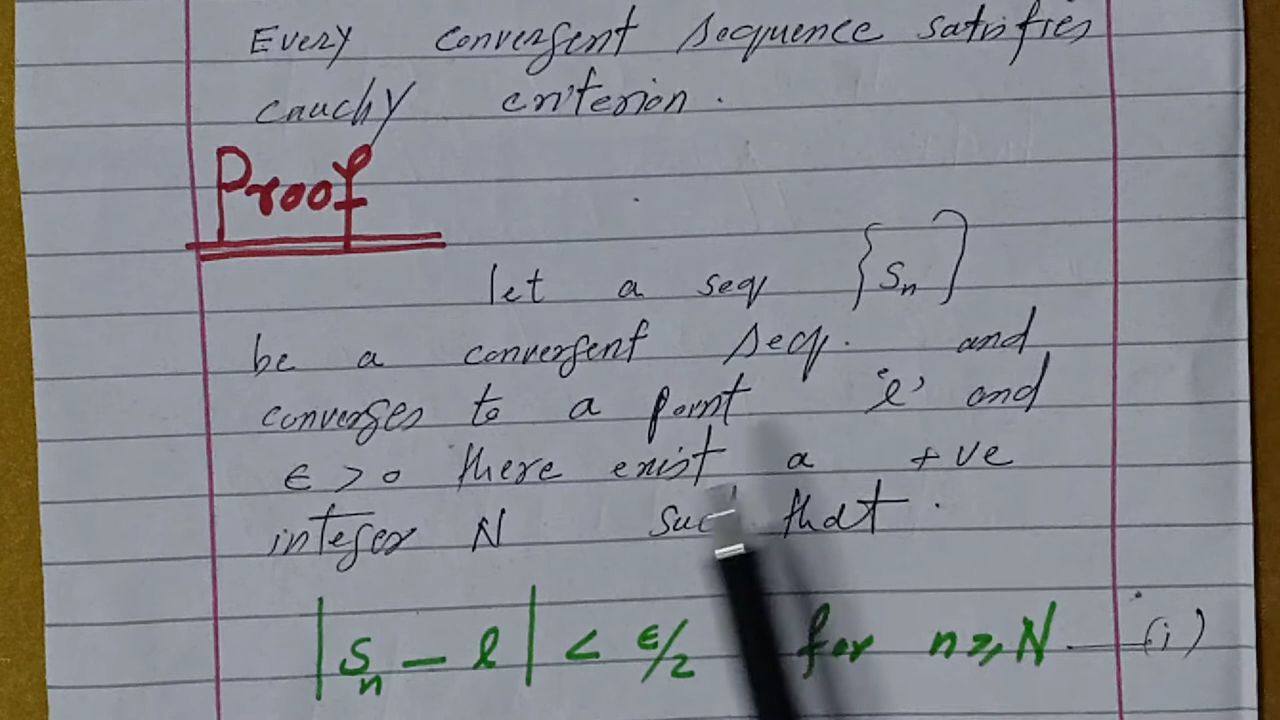 Every convergent sequence satisfies
cauchy criterion.
Proof
let a seq {Sn}
be a convergent seq. and
converges to a point 'l' and
ϵ > 0 there exist a +ve
integer N such that.
|Sn - l| < ϵ/2 for n ≥ N — (i)